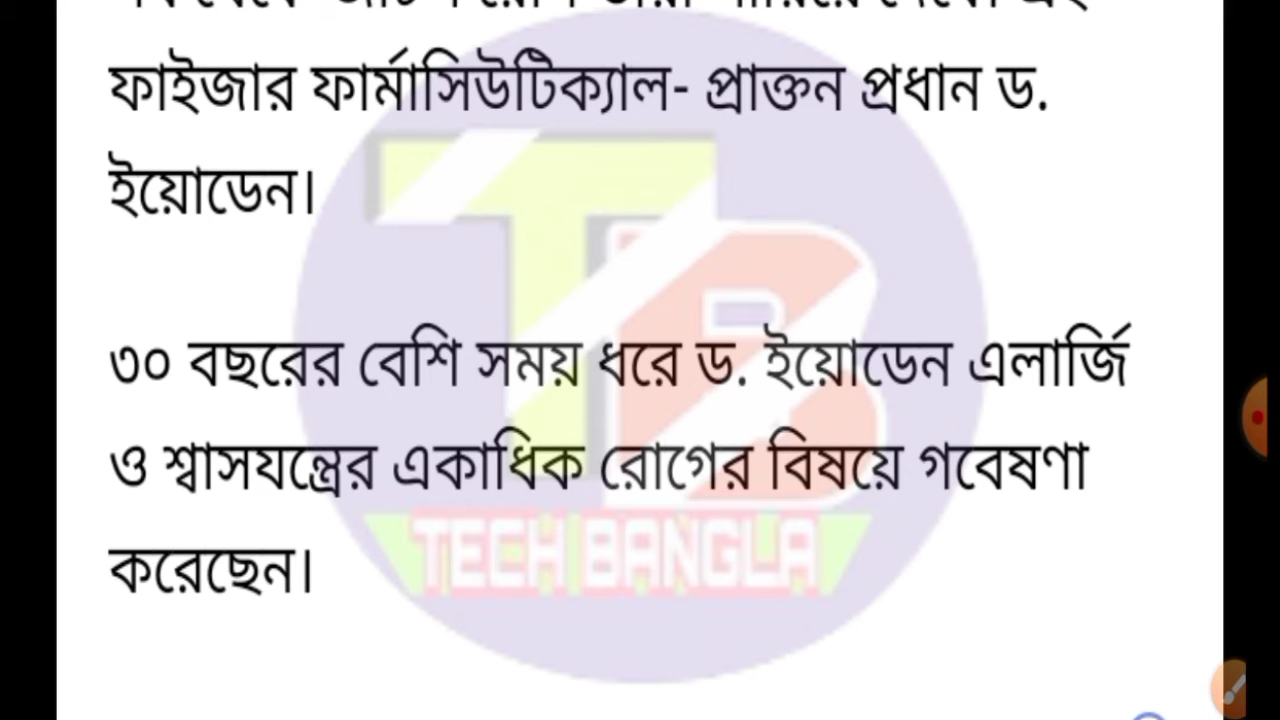 ফাইজার ফার্মাসিউটিক্যাল- প্রাক্তন প্রধান ড.
ইয়োডেন।
৩০ বছরের বেশি সময় ধরে ড. ইয়োডেন এলার্জি
ও শ্বাসযন্ত্রের একাধিক রোগের বিষয়ে গবেষণা
করেছেন।
TB
TECH BANGLA